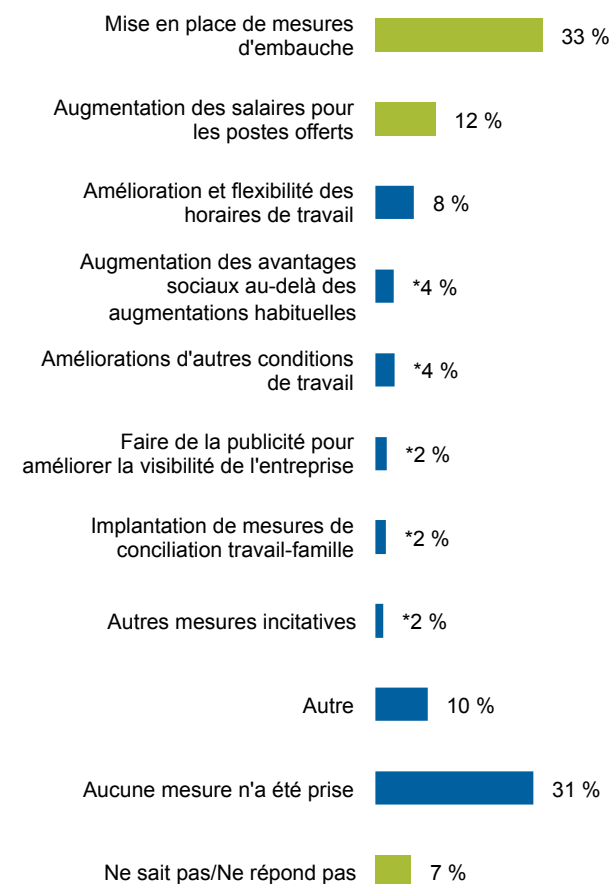 Mise en place de mesures
d'embauche
33 %
Augmentation des salaires pour
les postes offerts
12 %
Amélioration et flexibilité des
horaires de travail
8 %
Augmentation des avantages
sociaux au-delà des
augmentations habituelles
*4 %
Améliorations d'autres conditions
de travail
*4 %
Faire de la publicité pour
améliorer la visibilité de l'entreprise
*2 %
Implantation de mesures de
conciliation travail-famille
*2 %
Autres mesures incitatives
*2 %
Autre
10 %
Aucune mesure n'a été prise
31 %
Ne sait pas/Ne répond pas
7 %